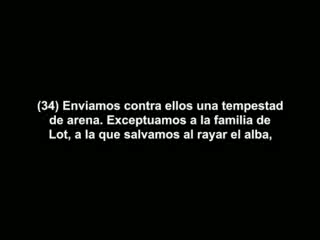 (34) Enviamos contra ellos una tempestad
de arena. Exceptuamos a la familia de
Lot, a la que salvamos al rayar el alba,